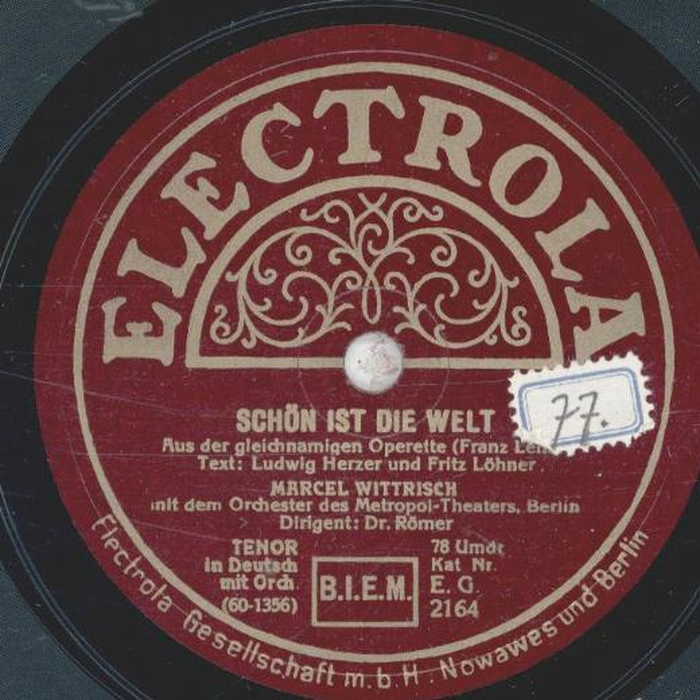 ELECTROLA
77.
SCHÖN IST DIE WELT
Aus der gleichnamigen Operette (Franz
Text: Ludwig Herzer und Fritz Löhner
MARCEL WITTRISCH
mit dem Orchester des Metropol-Theaters, Berlin
Dirigent: Dr. Römer
TENOR
in Deutsch
mit Orch.
(60-1356)
B.I.E.M.
78 Umdr
Kat Nr.
E. G.
2164
Electrola Gesellschaft m.b.H. Nowawes und Berlin